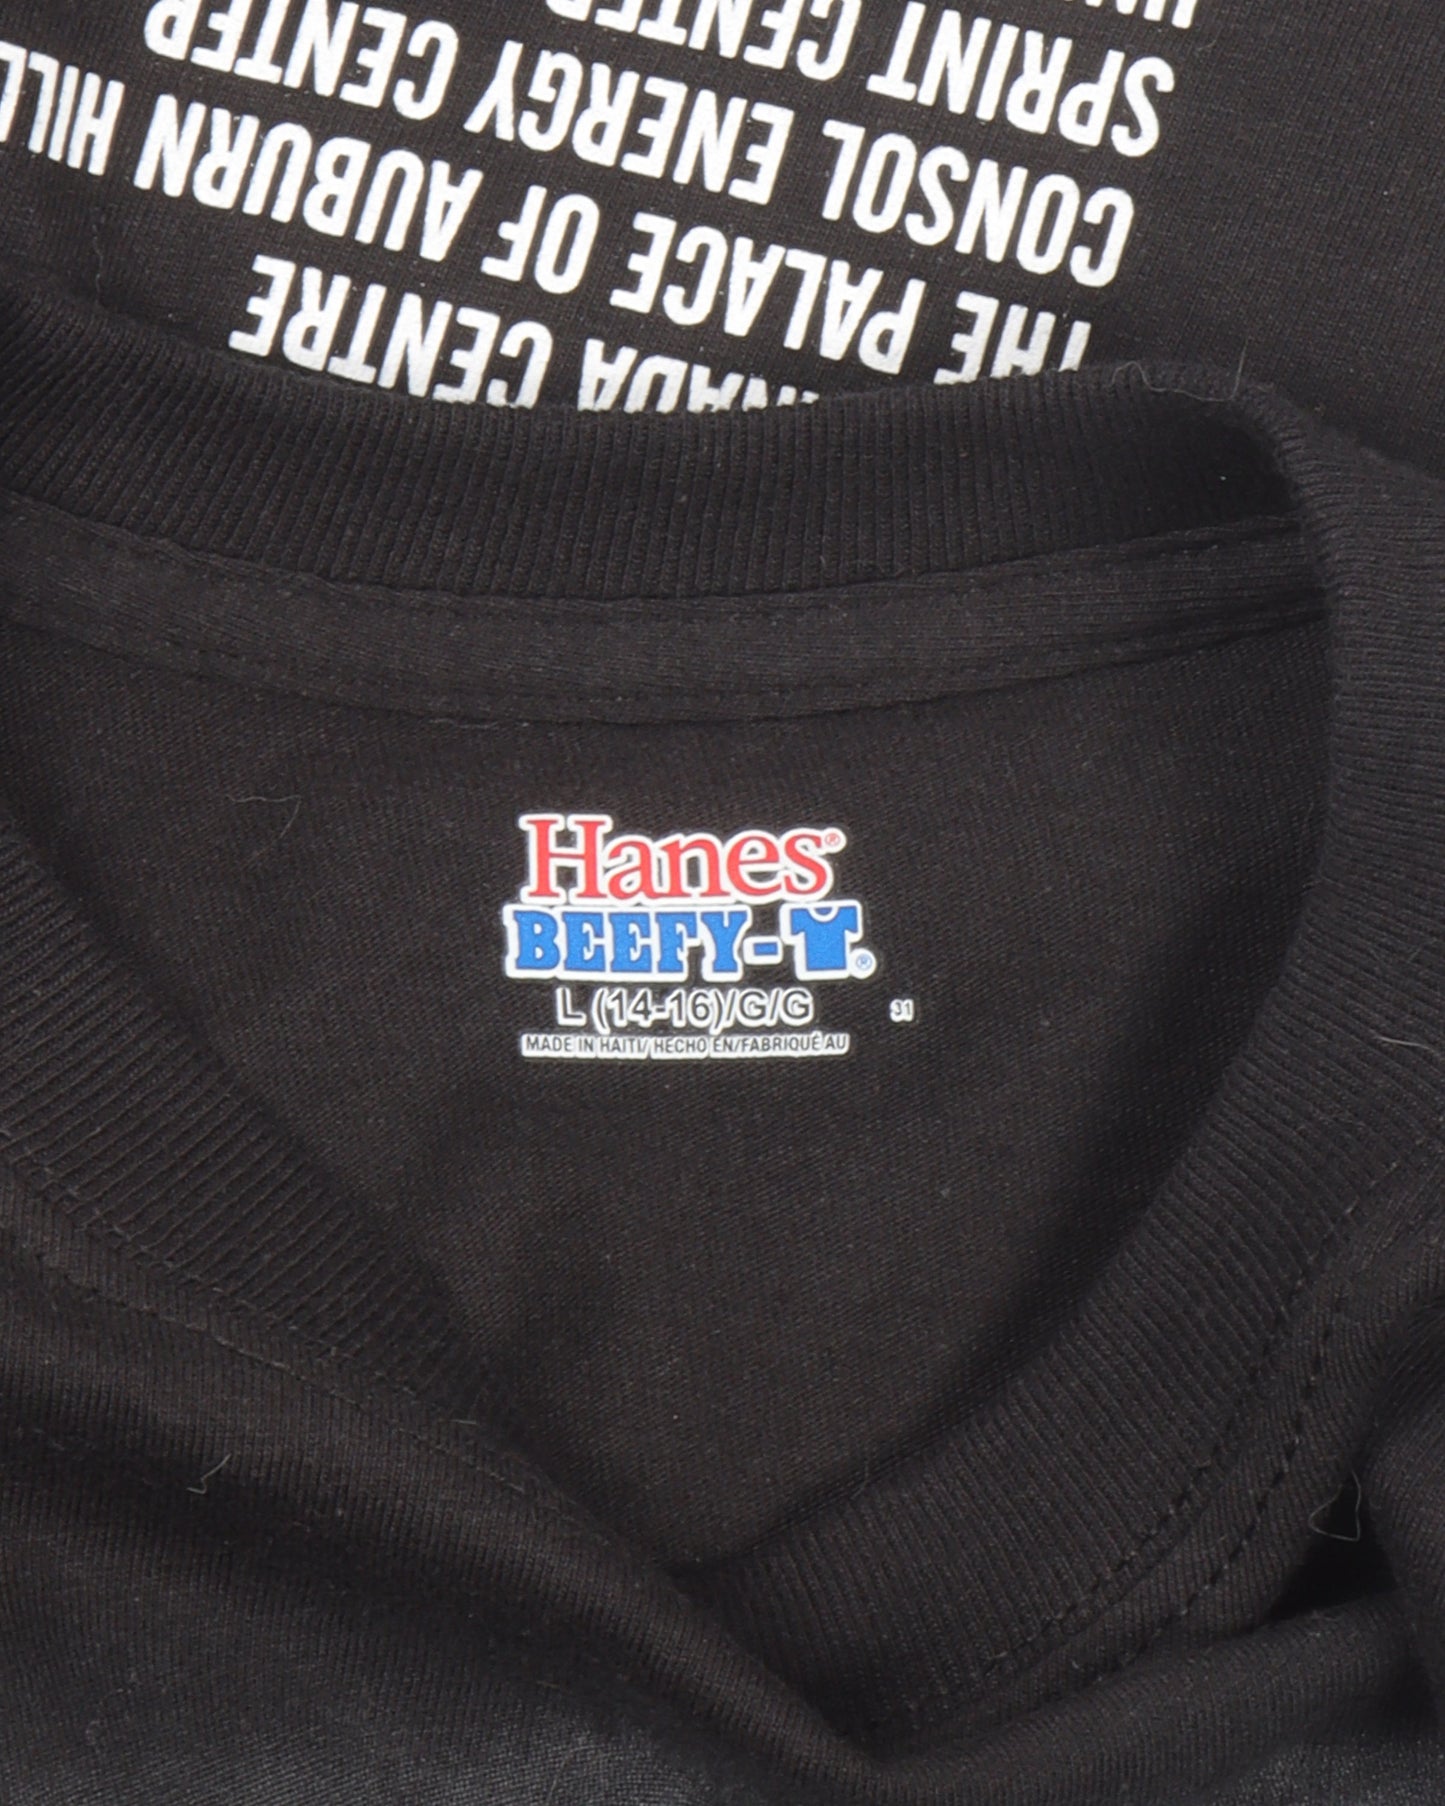 CENTRE
THE PALACE OF AUBURN
CONSOL ENERGY CENTER
SPRINT CENTER
Hanes®
BEEFY-T®
L (14-16)/G/G 31
MADE IN HAITI/ HECHO EN/FABRIQUÉ AU